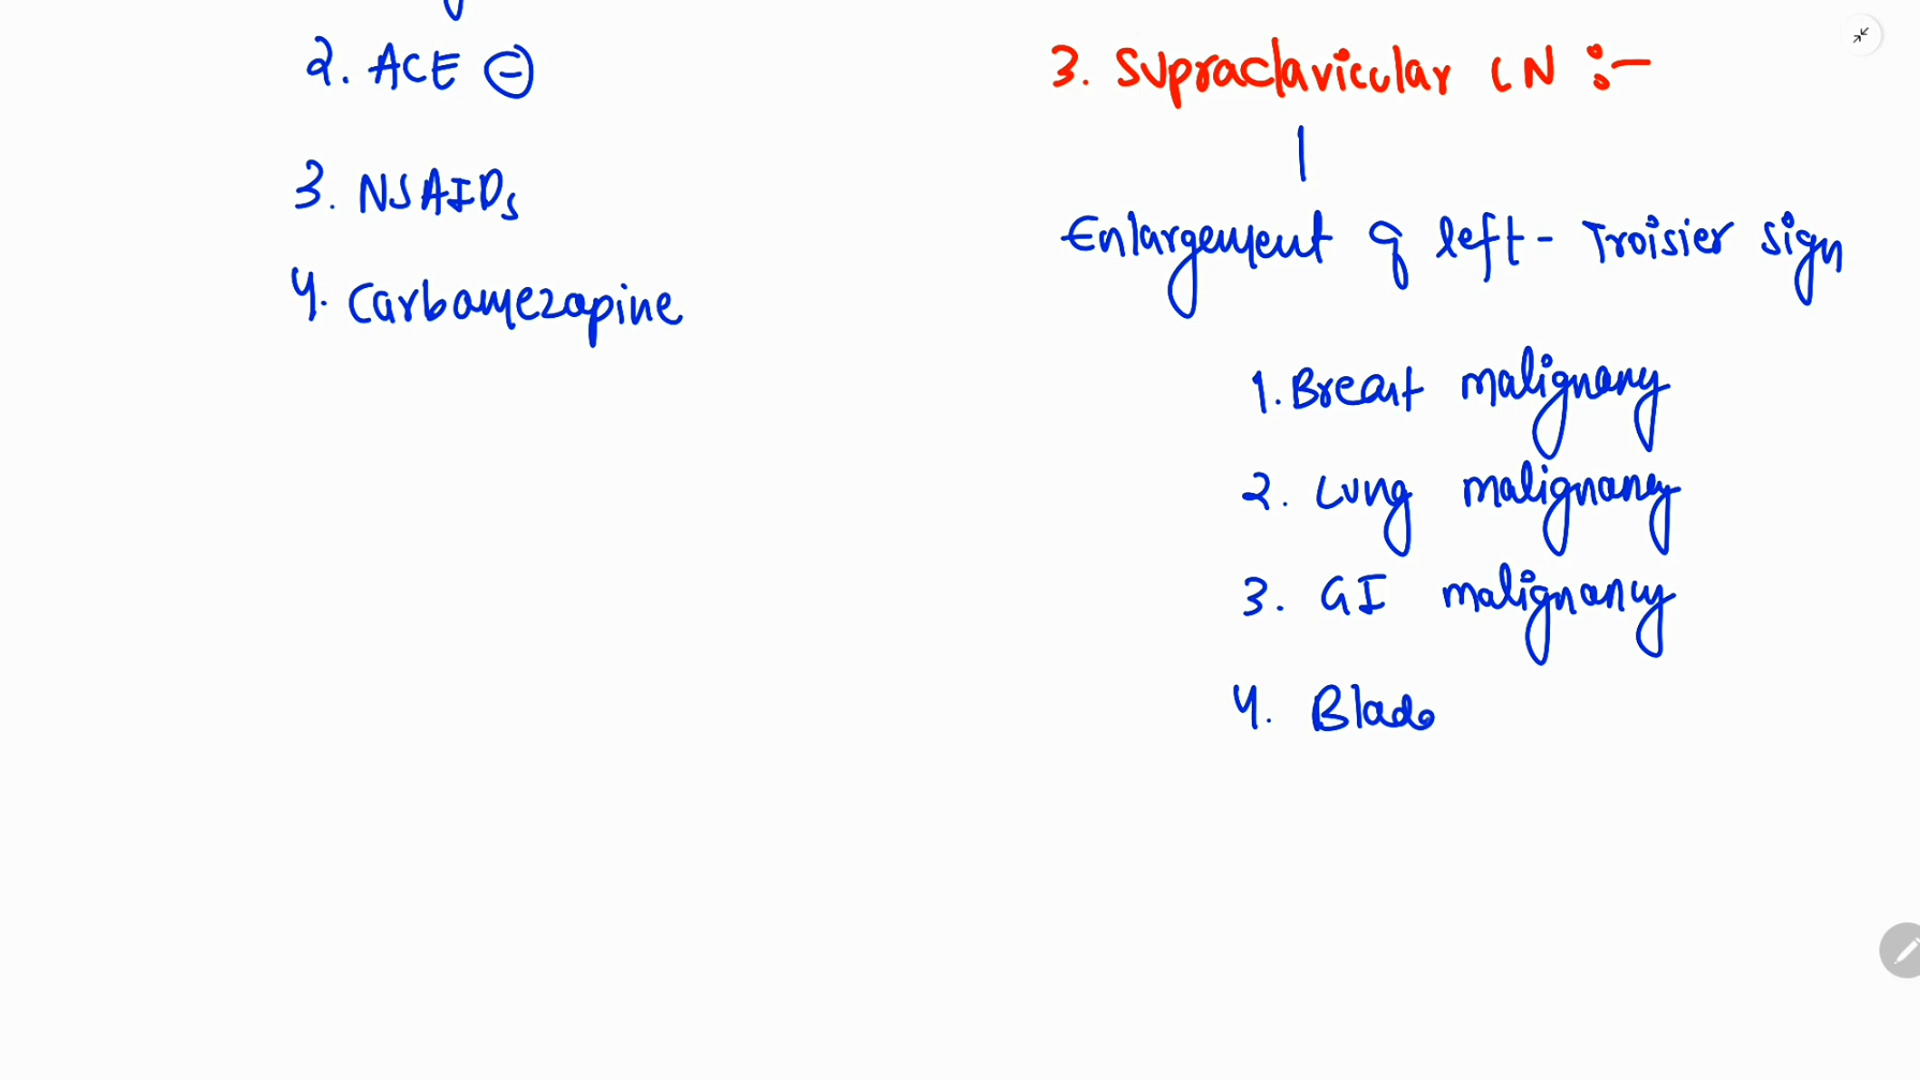 2. ACE ⊖
3. NSAIDs
4. Carbamezapine
3. Supraclavicular LN :-
Enlargement of left - Troisier sign
1. Breast malignany
2. Lung malignancy
3. GI malignancy
4. Blado